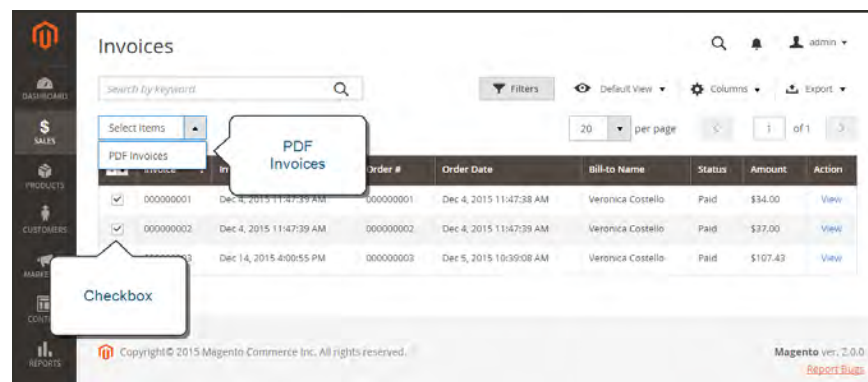 Invoices
admin
DASHBOARD
Search by keyword
Filters
Default View
Columns
Export
$
SALES
Select Items
20
per page
1
of 1
PDF Invoices
PDF
Invoices
PRODUCTS
Invoice
Order #
Order Date
Bill-to Name
Status
Amount
Action
000000001
Dec 4, 2015 11:47:39 AM
000000001
Dec 4, 2015 11:47:38 AM
Veronica Costello
Paid
$34.00
View
CUSTOMERS
000000002
Dec 4, 2015 11:47:39 AM
000000002
Dec 4, 2015 11:47:39 AM
Veronica Costello
Paid
$37.00
View
Dec 14, 2015 4:00:55 PM
000000003
Dec 5, 2015 10:39:08 AM
Veronica Costello
Paid
$107.43
View
Checkbox
REPORTS
Copyright© 2015 Magento Commerce Inc. All rights reserved.
Magento ver. 2.0.0
Report Bugs